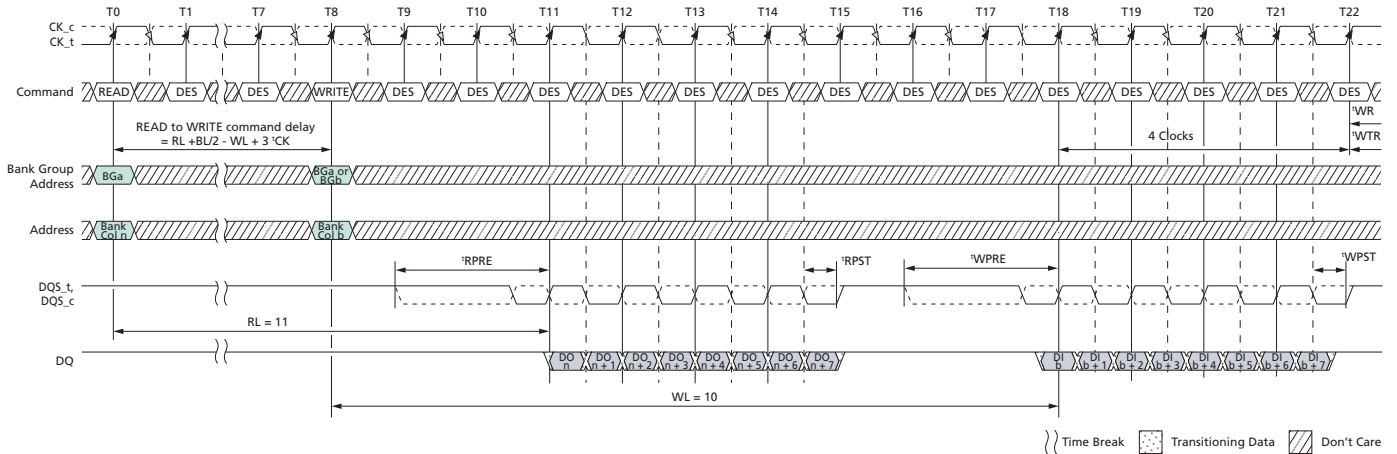 T0 T1 T7 T8 T9 T10 T11 T12 T13 T14 T15 T16 T17 T18 T19 T20 T21 T22
CK_c
CK_t
Command READ DES DES WRITE DES DES DES DES DES DES DES DES DES DES DES DES DES DES
READ to WRITE command delay
= RL +BL/2 - WL + 3 tCK
4 Clocks
tWR
tWTR
Bank Group
Address
BGa
BGa or
BGb
Address
Bank
Col n
Bank
Col b
tRPRE tRPST tWPRE tWPST
DQS_t,
DQS_c
RL = 11
DQ
DO
n
DO
n + 1
DO
n + 2
DO
n + 3
DO
n + 4
DO
n + 5
DO
n + 6
DO
n + 7
DI
b
DI
b + 1
DI
b + 2
DI
b + 3
DI
b + 4
DI
b + 5
DI
b + 6
DI
b + 7
WL = 10
Time Break Transitioning Data Don't Care